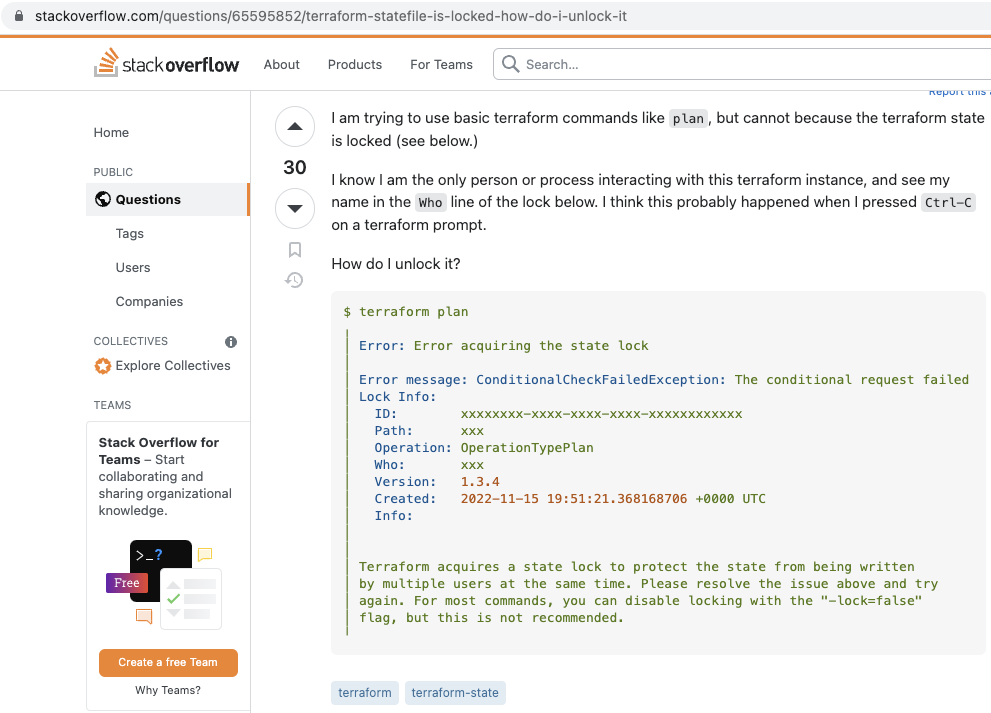 stackoverflow.com/questions/65595852/terraform-statefile-is-locked-how-do-i-unlock-it
stackoverflow
About
Products
For Teams
Search...
Report this
Home
PUBLIC
Questions
Tags
Users
Companies
COLLECTIVES
Explore Collectives
TEAMS
Stack Overflow for
Teams – Start
collaborating and
sharing organizational
knowledge.
>_?
Free
Create a free Team
Why Teams?
30
I am trying to use basic terraform commands like plan, but cannot because the terraform state
is locked (see below.)
I know I am the only person or process interacting with this terraform instance, and see my
name in the Who line of the lock below. I think this probably happened when I pressed Ctrl-C
on a terraform prompt.
How do I unlock it?
$ terraform plan
│ Error: Error acquiring the state lock
│ Error message: ConditionalCheckFailedException: The conditional request failed
│ Lock Info:
│   ID:        xxxxxxxx-xxxx-xxxx-xxxx-xxxxxxxxxxxx
│   Path:      xxx
│   Operation: OperationTypePlan
│   Who:       xxx
│   Version:   1.3.4
│   Created:   2022-11-15 19:51:21.368168706 +0000 UTC
│   Info:
│ Terraform acquires a state lock to protect the state from being written
│ by multiple users at the same time. Please resolve the issue above and try
│ again. For most commands, you can disable locking with the "-lock=false"
│ flag, but this is not recommended.
terraform
terraform-state